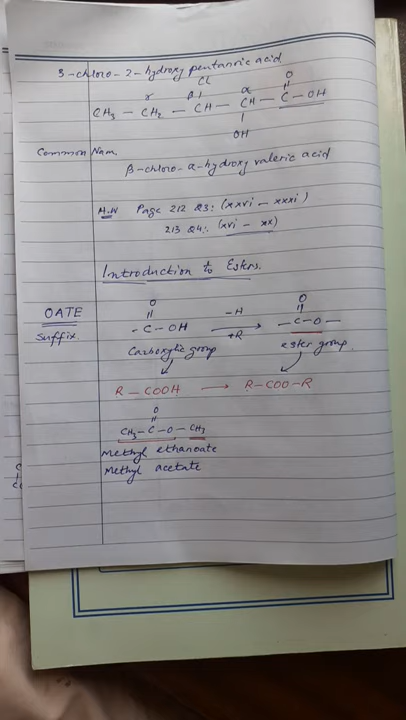 3-chloro-2-hydroxy pentanoic acid
γ β Cl α O
CH₃ – CH₂ – CH – CH – C – OH
OH
Common Nam.
β-chloro-α-hydroxy valeric acid
H.W Page 212 Q3: (xxvi – xxxi)
213 Q4: (xvi – xx)
Introduction to Esters.
OATE
Suffix.
O O
- C - OH –H +R → – C – O –
Carboxylic group ester group.
R – COOH → R – COO – R
O
CH₃ – C – O – CH₃
Methyl ethanoate
Methyl acetate